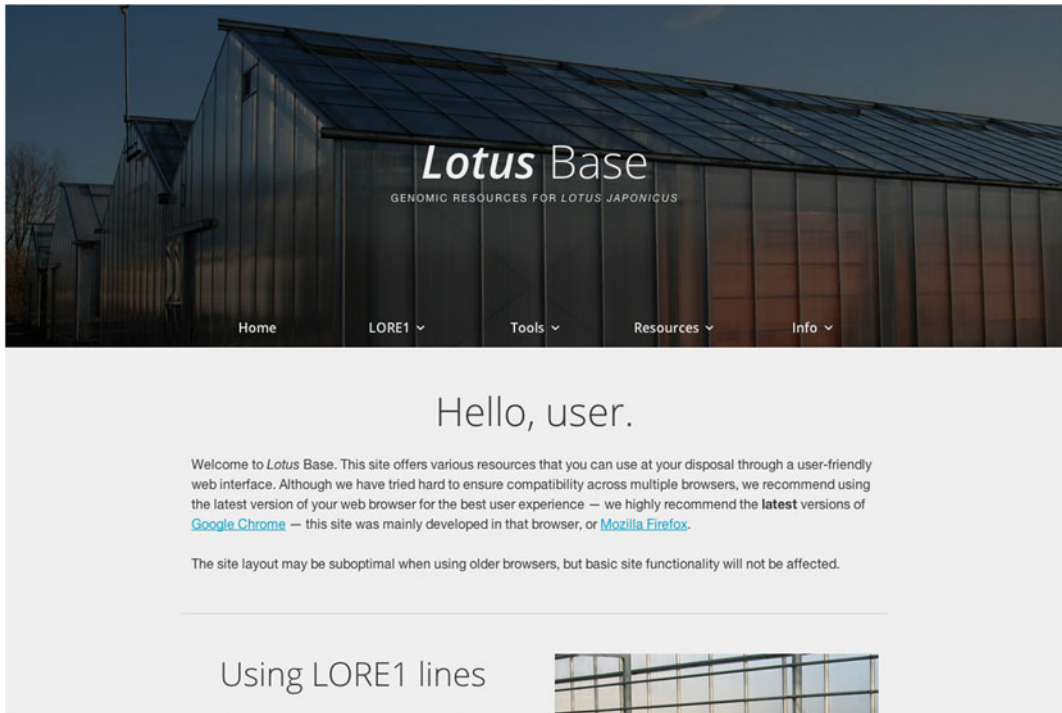 Lotus Base
GENOMIC RESOURCES FOR LOTUS JAPONICUS
Home LORE1 Tools Resources Info
Hello, user.
Welcome to Lotus Base. This site offers various resources that you can use at your disposal through a user-friendly
web interface. Although we have tried hard to ensure compatibility across multiple browsers, we recommend using
the latest version of your web browser for the best user experience — we highly recommend the latest versions of
Google Chrome — this site was mainly developed in that browser, or Mozilla Firefox.
The site layout may be suboptimal when using older browsers, but basic site functionality will not be affected.
Using LORE1 lines